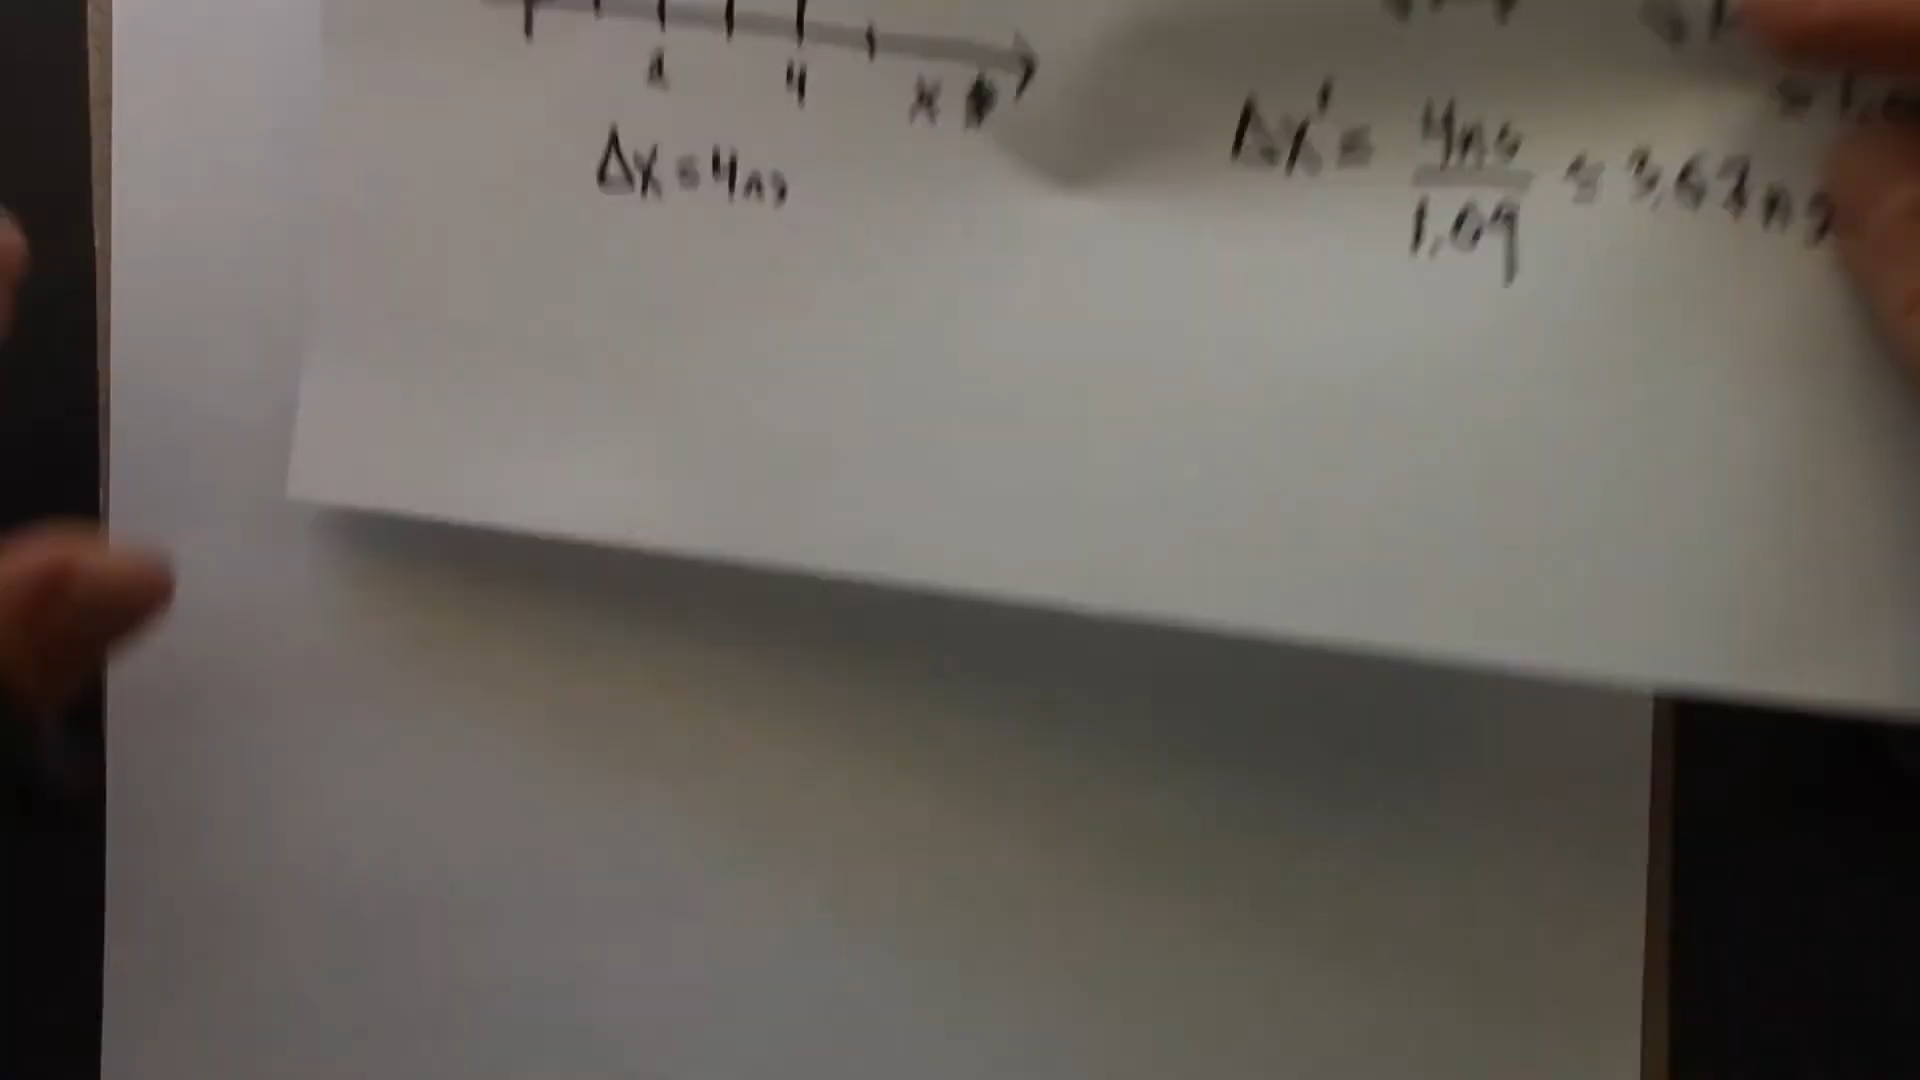 2 4 x
Δx = 4ns
Δx' = 4ns / 1.09 ≈ 3.67ns